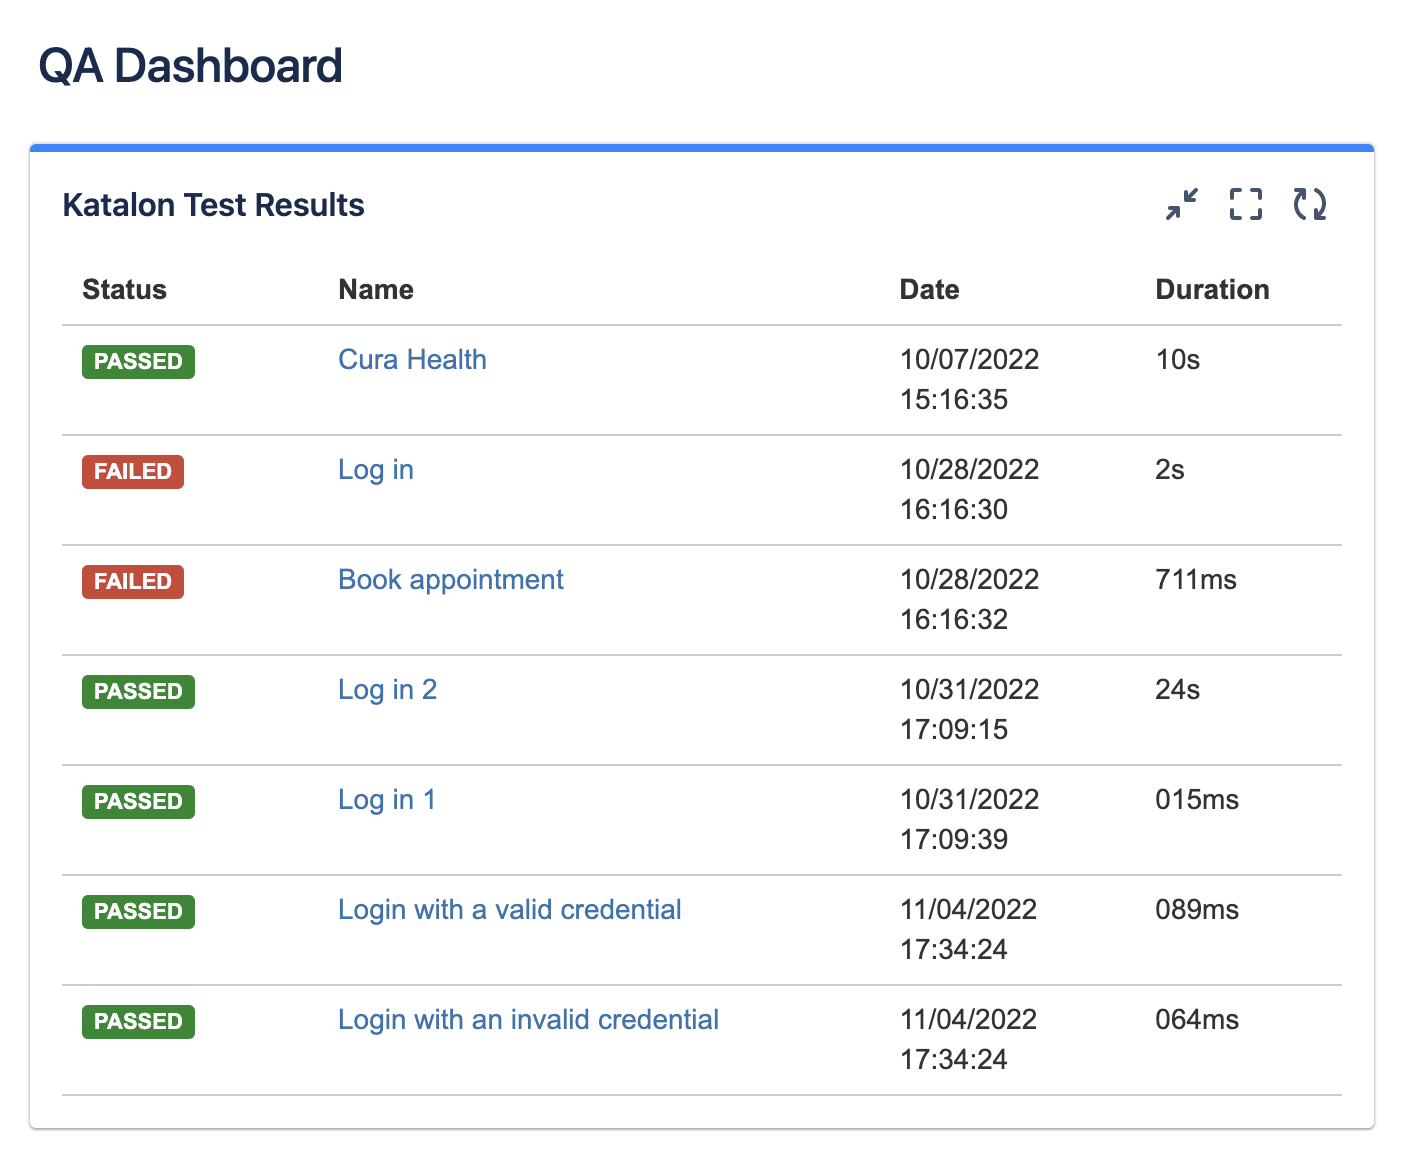 QA Dashboard
Katalon Test Results
Status Name Date Duration
PASSED Cura Health 10/07/2022 10s
15:16:35
FAILED Log in 10/28/2022 2s
16:16:30
FAILED Book appointment 10/28/2022 711ms
16:16:32
PASSED Log in 2 10/31/2022 24s
17:09:15
PASSED Log in 1 10/31/2022 015ms
17:09:39
PASSED Login with a valid credential 11/04/2022 089ms
17:34:24
PASSED Login with an invalid credential 11/04/2022 064ms
17:34:24